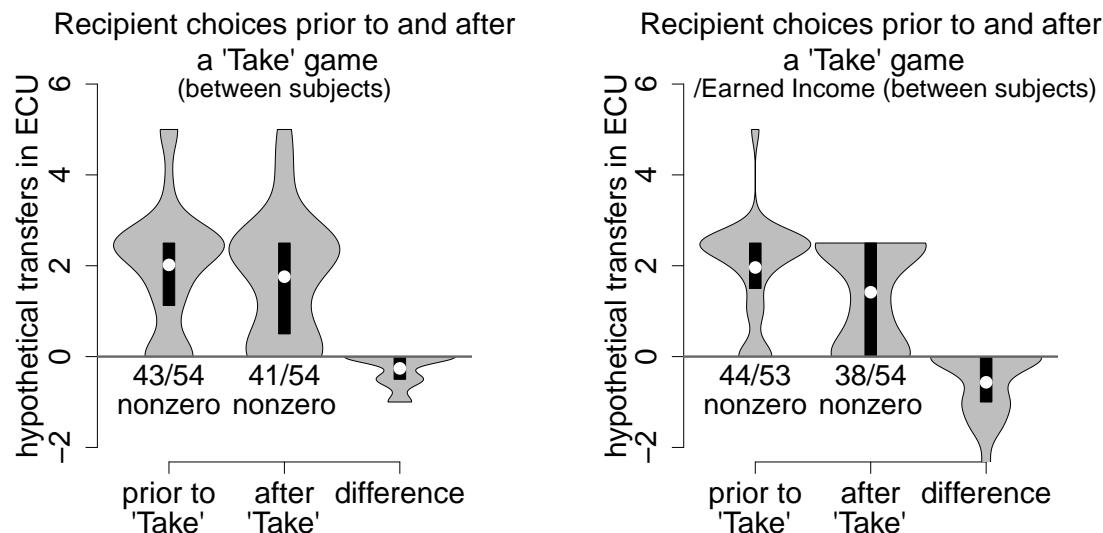 Recipient choices prior to and after
a 'Take' game
(between subjects)
hypothetical transfers in ECU
6
4
2
0
−2
43/54
nonzero
41/54
nonzero
prior to
'Take'
after
'Take'
difference
Recipient choices prior to and after
a 'Take' game
/Earned Income (between subjects)
hypothetical transfers in ECU
6
4
2
0
−2
44/53
nonzero
38/54
nonzero
prior to
'Take'
after
'Take'
difference